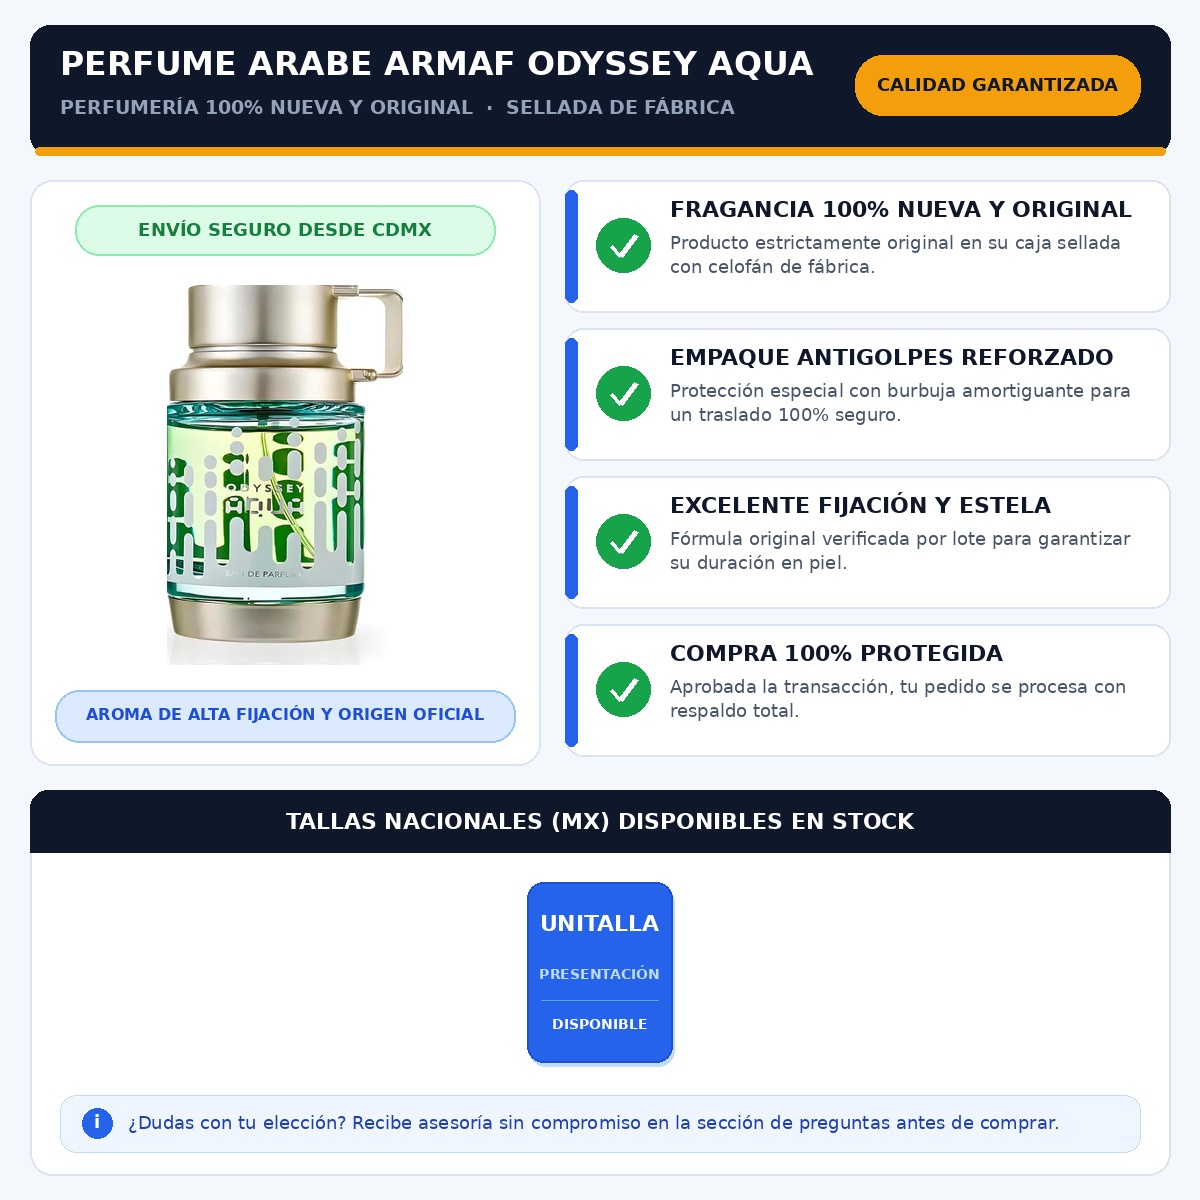 PERFUME ARABE ARMAF ODYSSEY AQUA
PERFUMERÍA 100% NUEVA Y ORIGINAL · SELLADA DE FÁBRICA
CALIDAD GARANTIZADA
ENVÍO SEGURO DESDE CDMX
ODYSSEY
AQUA
EAU DE PARFUM
AROMA DE ALTA FIJACIÓN Y ORIGEN OFICIAL
FRAGANCIA 100% NUEVA Y ORIGINAL
Producto estrictamente original en su caja sellada
con celofán de fábrica.
EMPAQUE ANTIGOLPES REFORZADO
Protección especial con burbuja amortiguante para
un traslado 100% seguro.
EXCELENTE FIJACIÓN Y ESTELA
Fórmula original verificada por lote para garantizar
su duración en piel.
COMPRA 100% PROTEGIDA
Aprobada la transacción, tu pedido se procesa con
respaldo total.
TALLAS NACIONALES (MX) DISPONIBLES EN STOCK
UNITALLA
PRESENTACIÓN
DISPONIBLE
i ¿Dudas con tu elección? Recibe asesoría sin compromiso en la sección de preguntas antes de comprar.